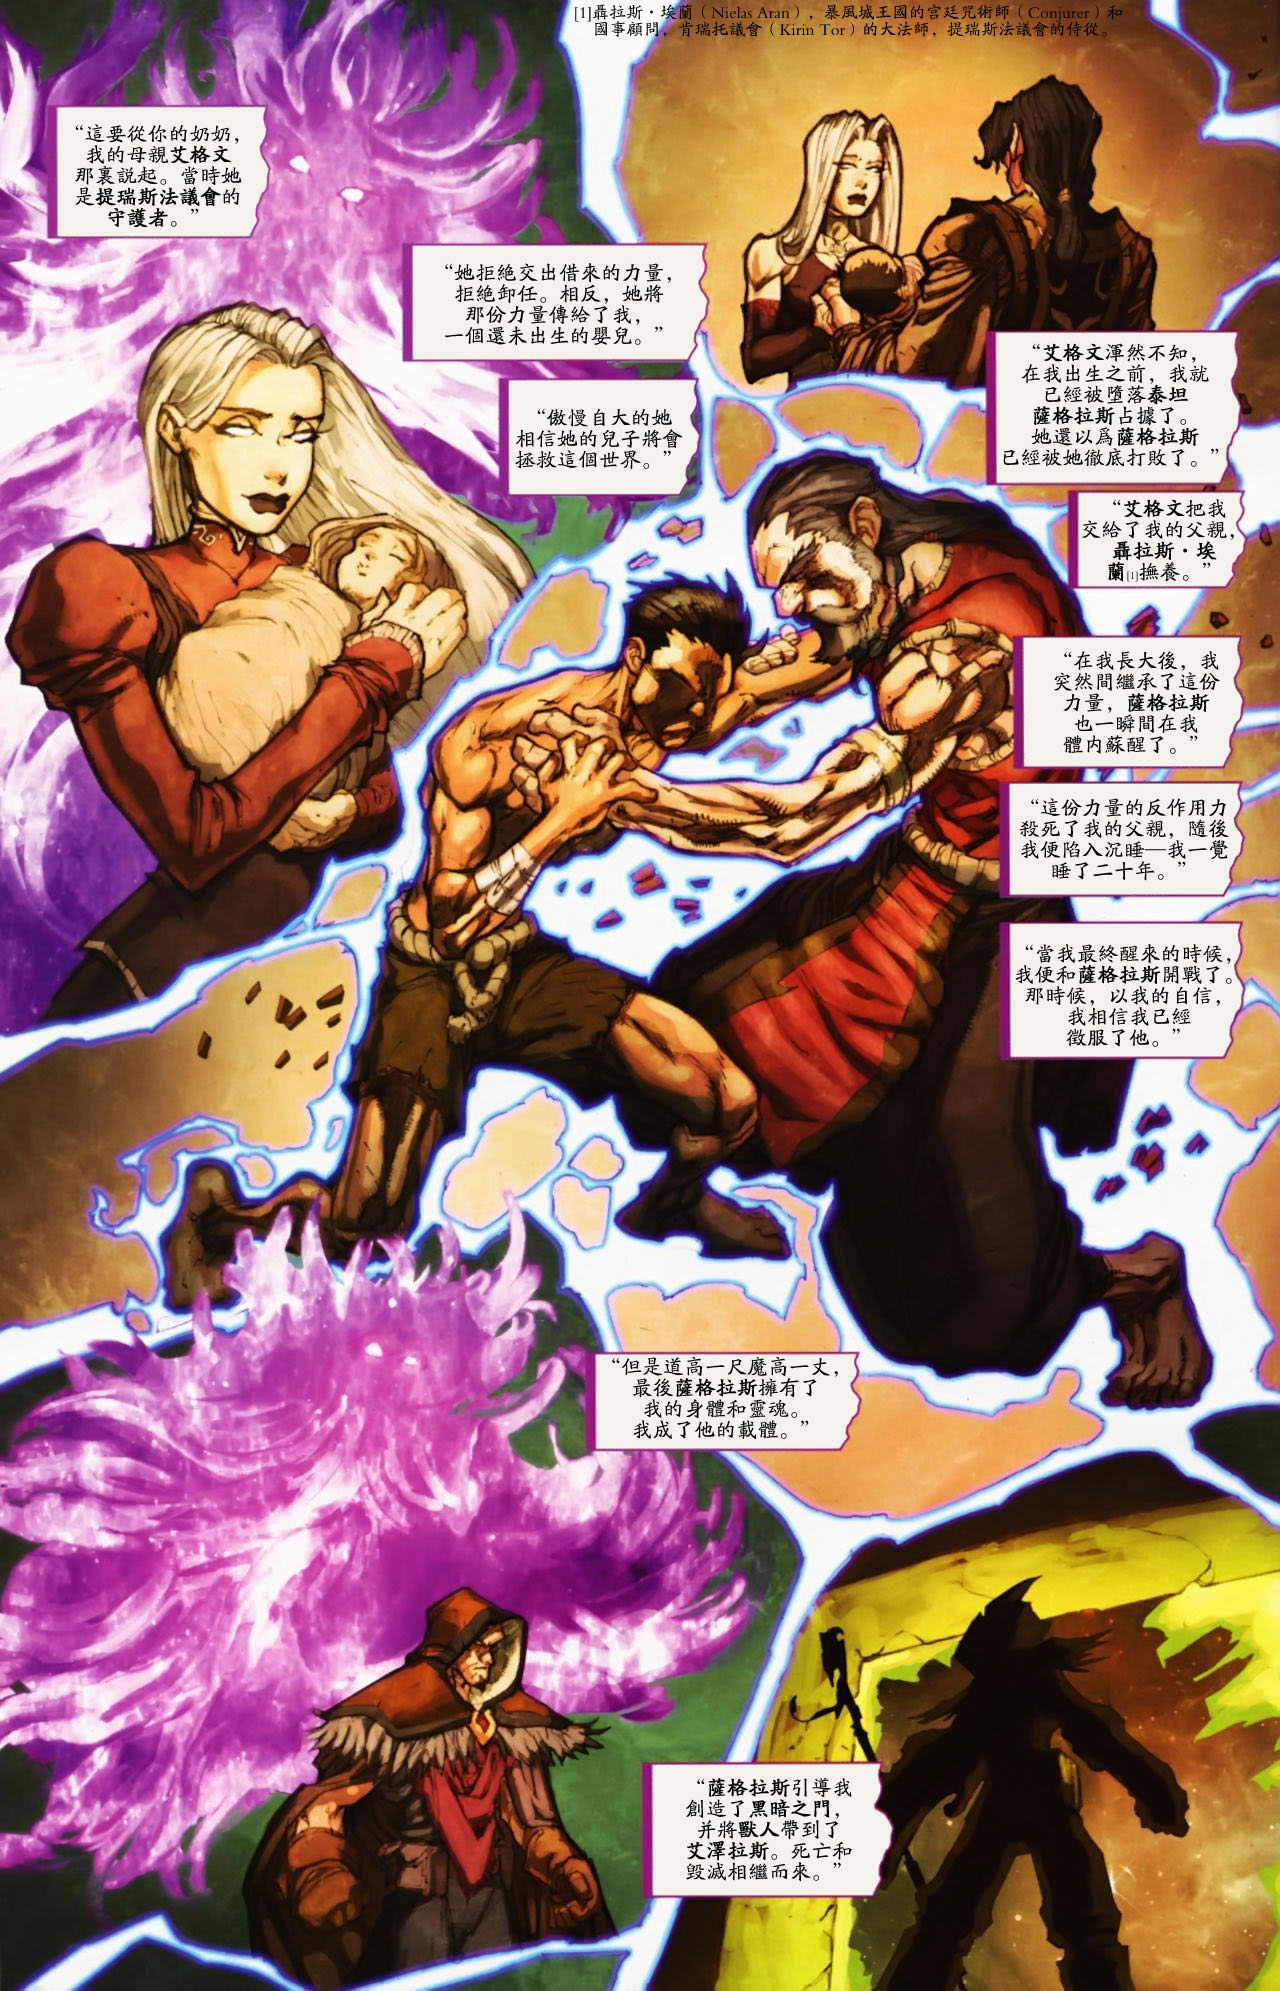 [1]聶拉斯·埃蘭（Nielas Aran），暴風城王國的宮廷咒術師（Conjurer）和
國事顧問，肯瑞托議會（Kirin Tor）的大法師，提瑞斯法議會的侍從。
“這要從你的奶奶，
我的母親艾格文
那裏説起。當時她
是提瑞斯法議會的
守護者。”
“她拒絶交出借來的力量，
拒絶卸任。相反，她將
那份力量傳給了我，
一個還未出生的嬰兒。”
“傲慢自大的她
相信她的兒子將會
拯救這個世界。”
“艾格文渾然不知，
在我出生之前，我就
已經被墮落泰坦
薩格拉斯占據了。
她還以爲薩格拉斯
已經被她徹底打敗了。”
“艾格文把我
交給了我的父親，
聶拉斯·埃
蘭[1]撫養。”
“在我長大後，我
突然間繼承了這份
力量，薩格拉斯
也一瞬間在我
體内蘇醒了。”
“這份力量的反作用力
殺死了我的父親，隨後
我便陷入沉睡—我一覺
睡了二十年。”
“當我最終醒來的時候，
我便和薩格拉斯開戰了。
那時候，以我的自信，
我相信我已經
徵服了他。”
“但是道高一尺魔高一丈，
最後薩格拉斯擁有了
我的身體和靈魂。
我成了他的載體。”
“薩格拉斯引導我
創造了黑暗之門，
并將獸人帶到了
艾澤拉斯。死亡和
毀滅相繼而來。”